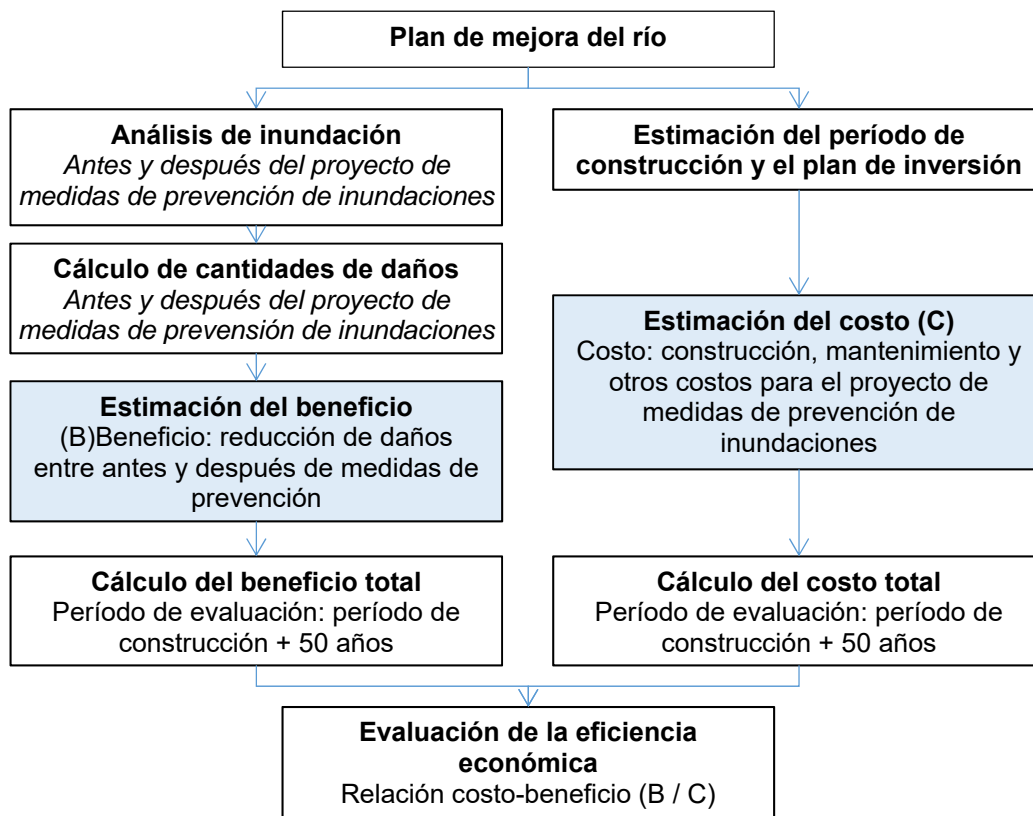 Plan de mejora del río
Análisis de inundación
Antes y después del proyecto de
medidas de prevención de inundaciones
Cálculo de cantidades de daños
Antes y después del proyecto de
medidas de prevensión de inundaciones
Estimación del beneficio
(B)Beneficio: reducción de daños
entre antes y después de medidas de
prevención
Cálculo del beneficio total
Período de evaluación: período de
construcción + 50 años
Estimación del período de
construcción y el plan de inversión
Estimación del costo (C)
Costo: construcción, mantenimiento y
otros costos para el proyecto de
medidas de prevención de
inundaciones
Cálculo del costo total
Período de evaluación: período de
construcción + 50 años
Evaluación de la eficiencia
económica
Relación costo-beneficio (B / C)